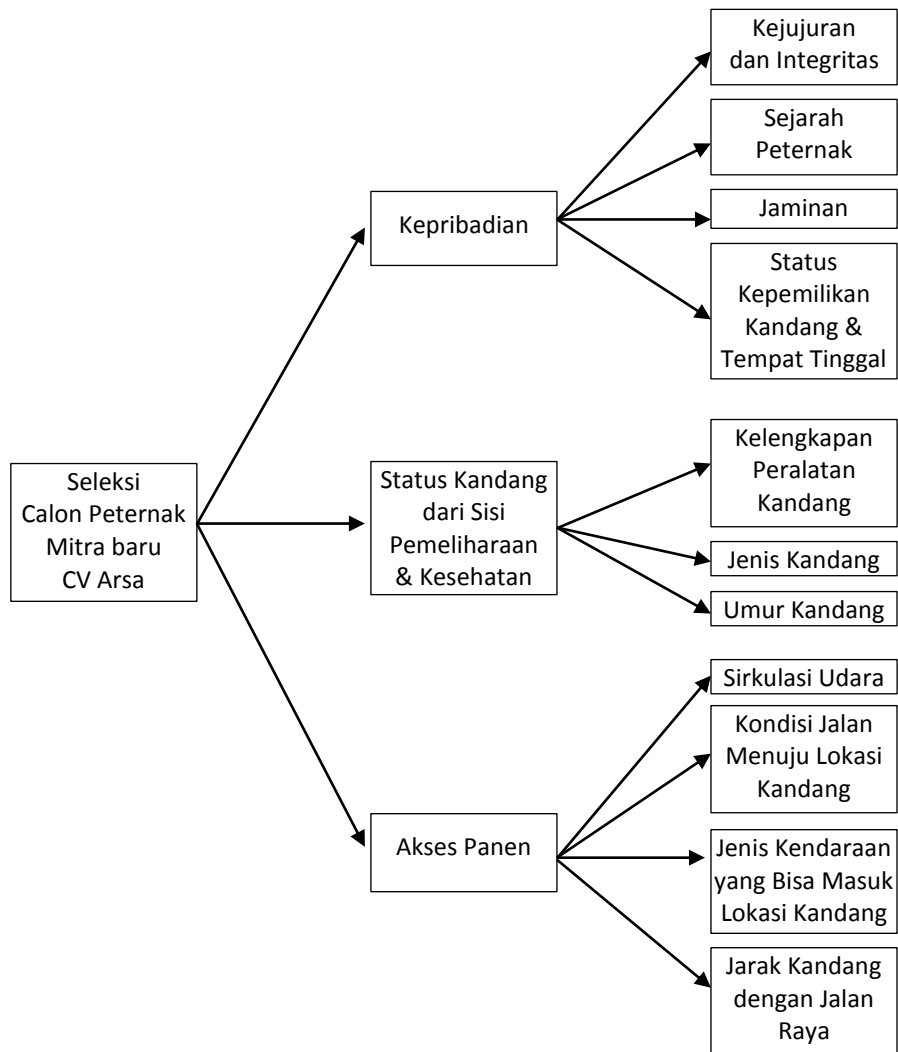 Seleksi
Calon Peternak
Mitra baru
CV Arsa
Kepribadian
Kejujuran
dan Integritas
Sejarah
Peternak
Jaminan
Status
Kepemilikan
Kandang &
Tempat Tinggal
Status Kandang
dari Sisi
Pemeliharaan
& Kesehatan
Kelengkapan
Peralatan
Kandang
Jenis Kandang
Umur Kandang
Akses Panen
Sirkulasi Udara
Kondisi Jalan
Menuju Lokasi
Kandang
Jenis Kendaraan
yang Bisa Masuk
Lokasi Kandang
Jarak Kandang
dengan Jalan
Raya